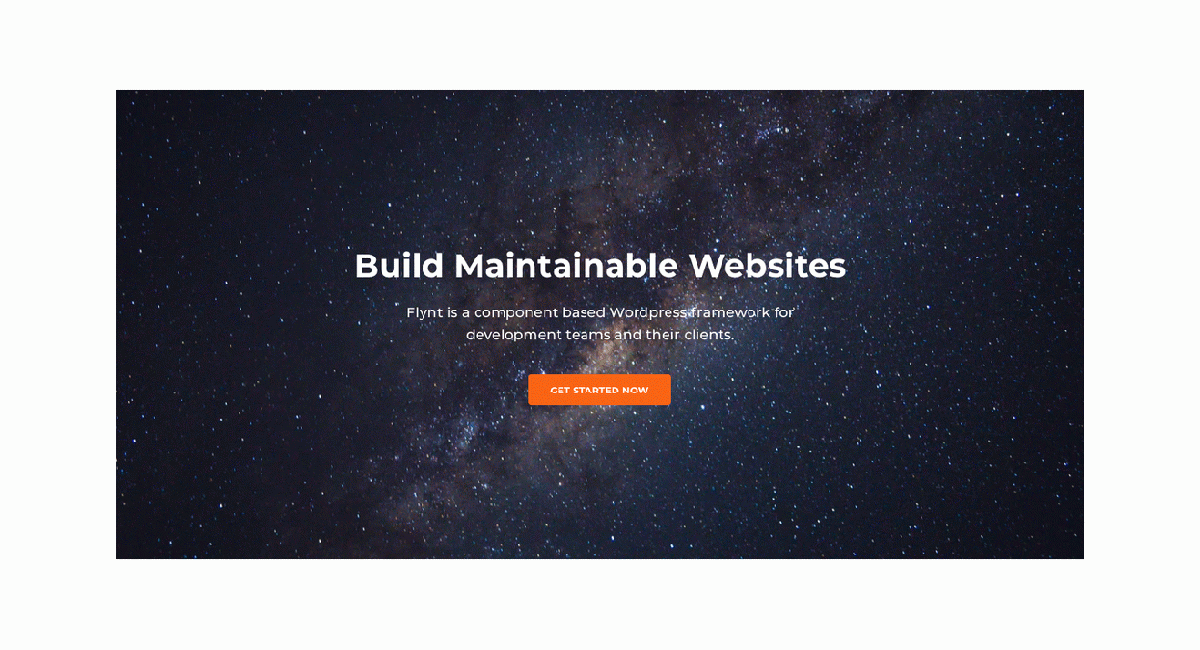 Build Maintainable Websites
Flynt is a component based Wordpress framework for
development teams and their clients.
GET STARTED NOW